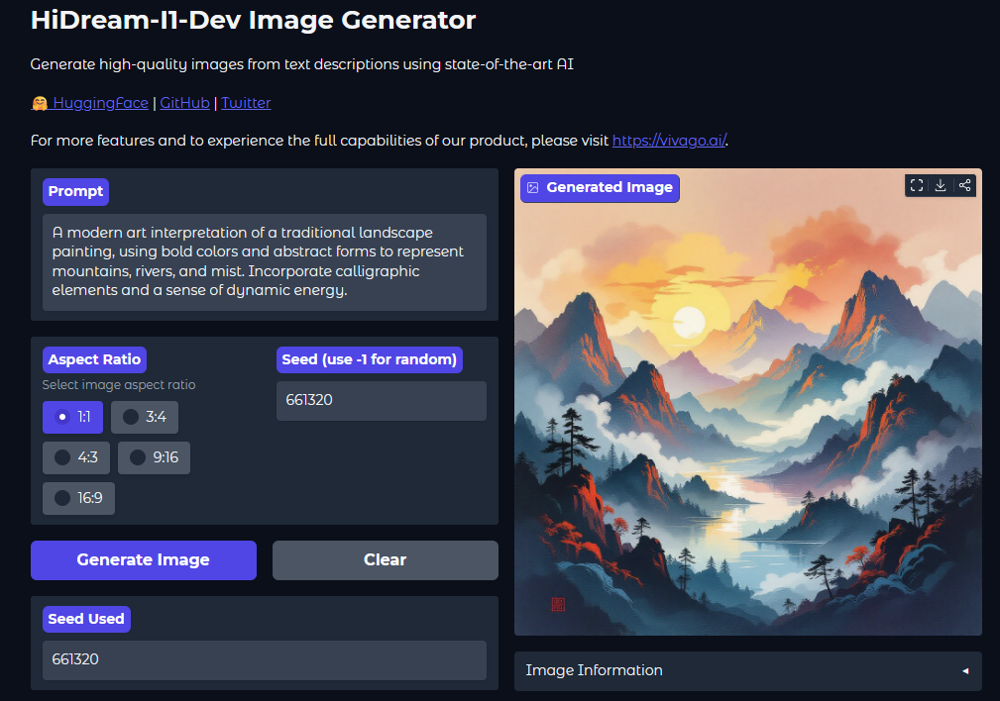 HiDream-I1-Dev Image Generator
Generate high-quality images from text descriptions using state-of-the-art AI
🤗 HuggingFace | GitHub | Twitter
For more features and to experience the full capabilities of our product, please visit https://vivago.ai/.
Prompt
A modern art interpretation of a traditional landscape
painting, using bold colors and abstract forms to represent
mountains, rivers, and mist. Incorporate calligraphic
elements and a sense of dynamic energy.
Aspect Ratio
Select image aspect ratio
1:1
3:4
4:3
9:16
16:9
Seed (use -1 for random)
661320
Generate Image
Clear
Seed Used
661320
Generated Image
Image Information